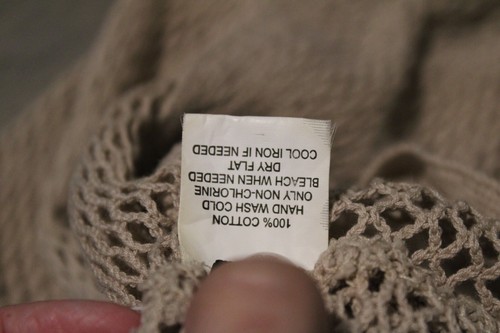 100% COTTON
HAND WASH COLD
ONLY NON-CHLORINE
BLEACH WHEN NEEDED
DRY FLAT
COOL IRON IF NEEDED